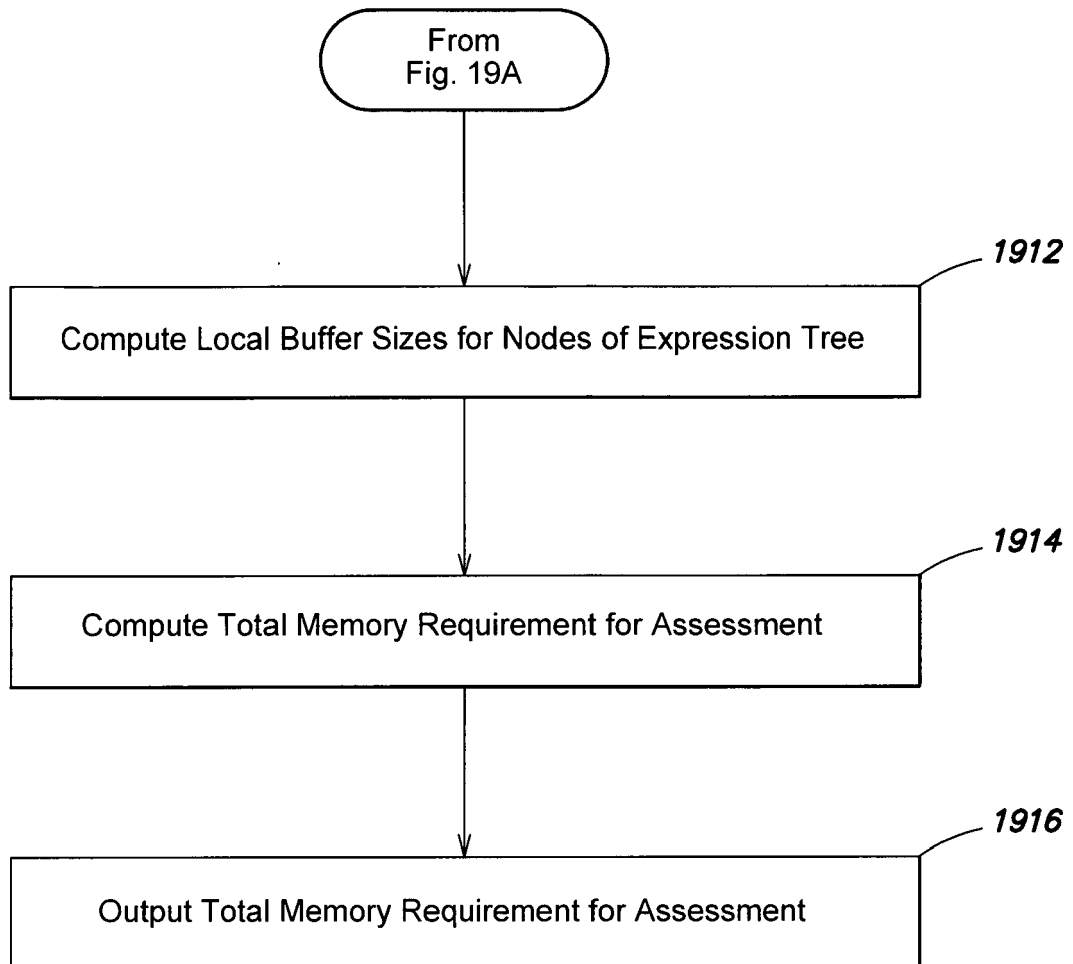 From
Fig. 19A
1912
Compute Local Buffer Sizes for Nodes of Expression Tree
1914
Compute Total Memory Requirement for Assessment
1916
Output Total Memory Requirement for Assessment